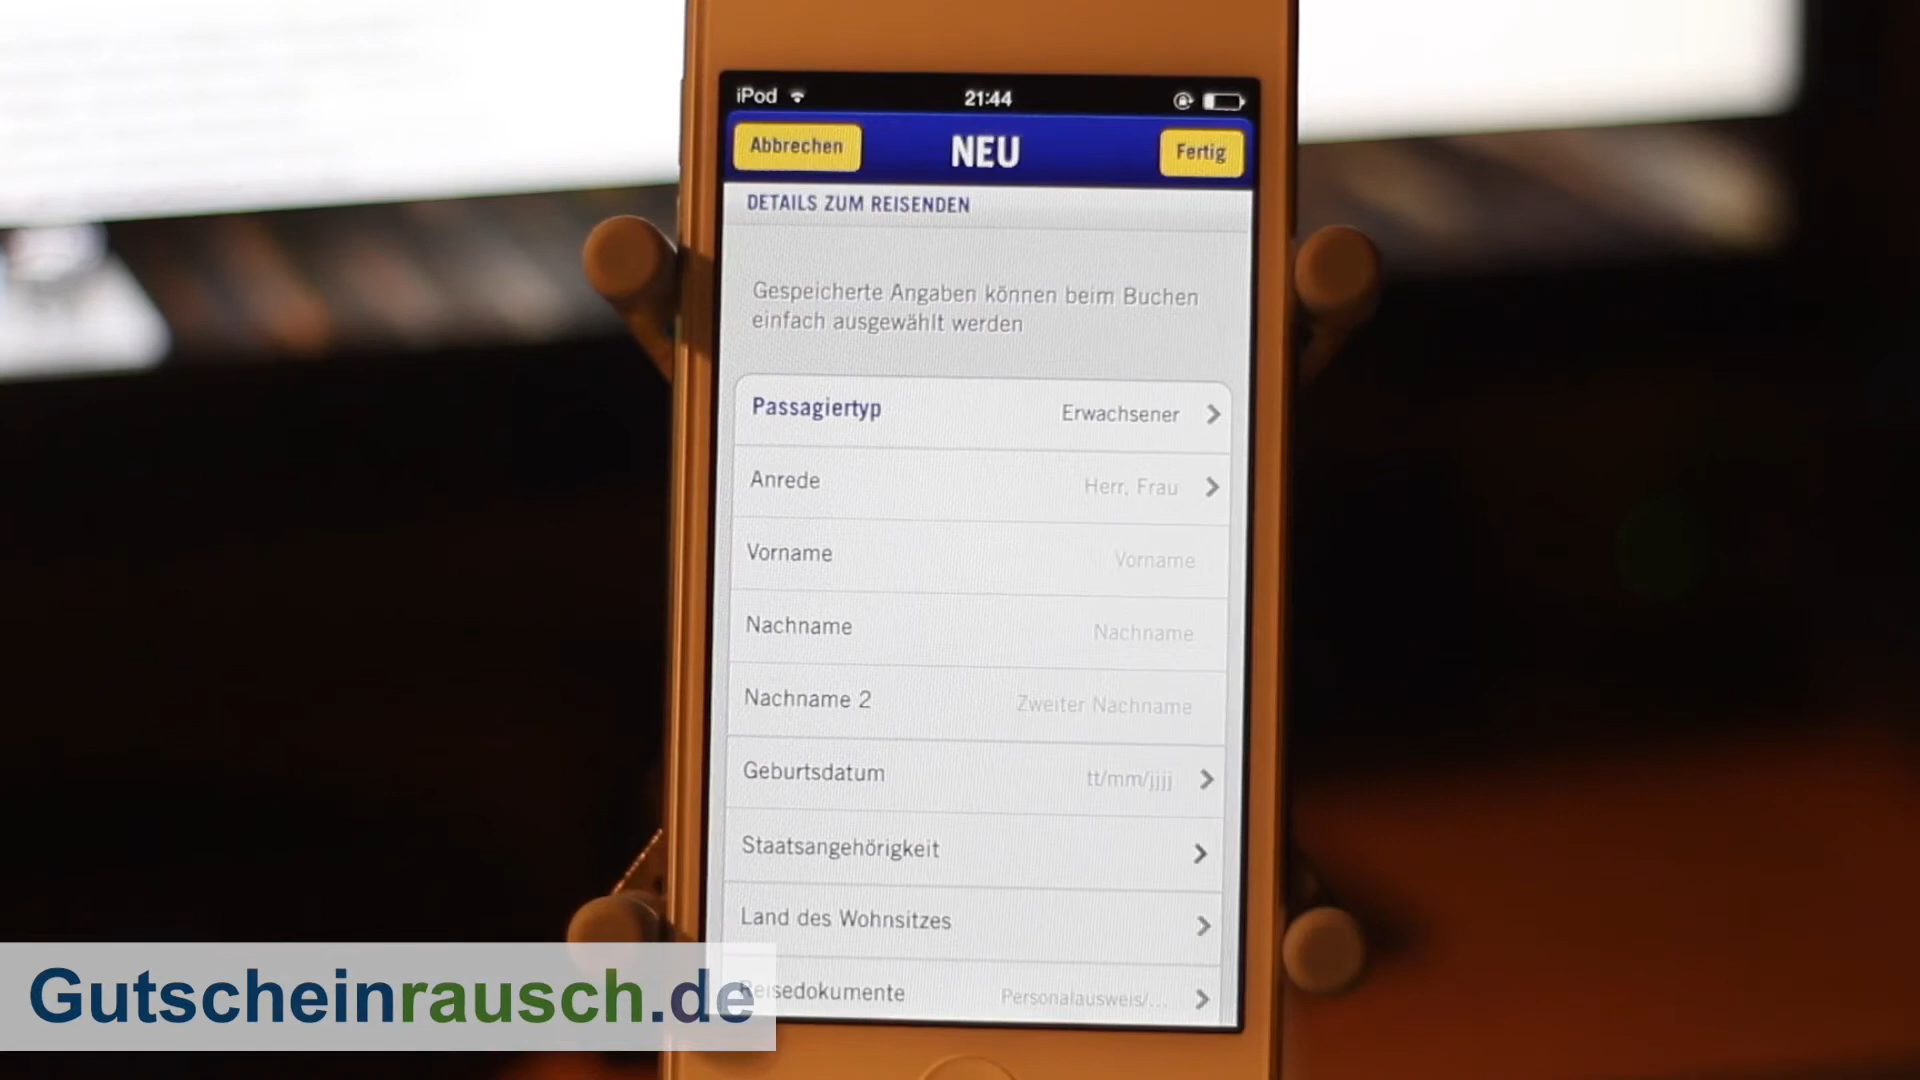 iPod 21:44
Abbrechen NEU Fertig
DETAILS ZUM REISENDEN
Gespeicherte Angaben können beim Buchen
einfach ausgewählt werden
Passagiertyp Erwachsener
Anrede Herr, Frau
Vorname Vorname
Nachname Nachname
Nachname 2 Zweiter Nachname
Geburtsdatum tt/mm/jjjj
Staatsangehörigkeit
Land des Wohnsitzes
Reisedokumente Personalausweis/...
Gutscheinrausch.de